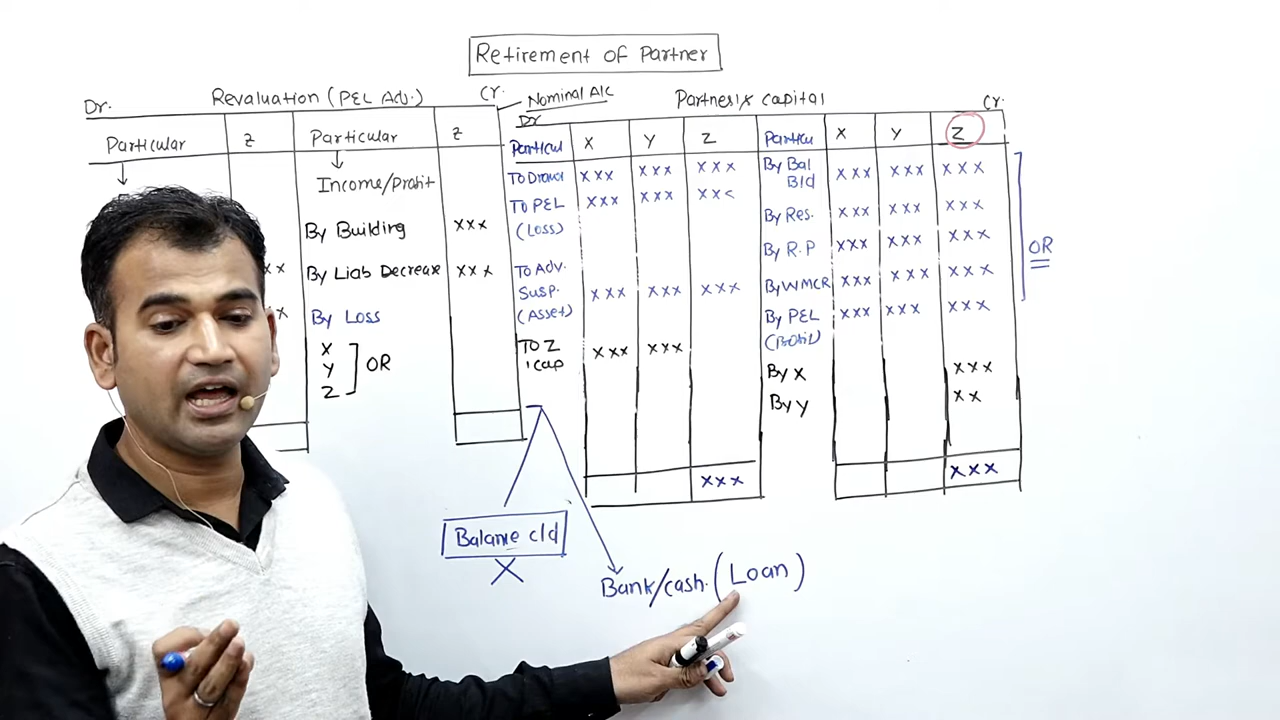 Retirement of Partner
Dr. Revaluation (P&L Adj.) Cr.
Nominal A/c
Particular z Particular z
Income/Profit
By Building xxx
xx By Liab Decrease xxx
x By Loss
X
Y OR
Z
Partner's capital Cr.
Dr
Particul X Y Z Particu X Y Z
To Draw xxx xxx xxx By Bal B/d xxx xxx xxx
To P&L (Loss) xxx xxx xxx By Res. xxx xxx xxx
By R.P xxx xxx xxx
To Adv. Susp. (Asset) xxx xxx xxx By WMCR xxx xxx xxx
By P&L (Profit) xxx xxx xxx
To Z cap xxx xxx By X xxx
By Y xx
xxx xxx
OR
Balance c/d
X
Bank/cash. (Loan)